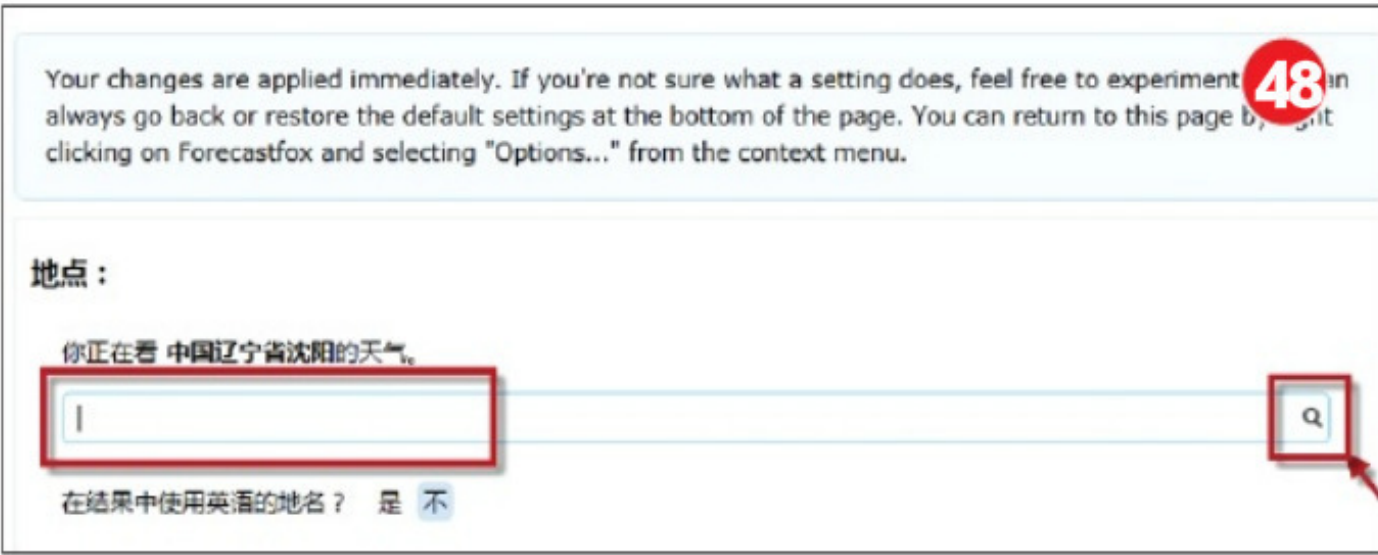 Your changes are applied immediately. If you're not sure what a setting does, feel free to experiment
48
always go back or restore the default settings at the bottom of the page. You can return to this page
clicking on Forecastfox and selecting "Options..." from the context menu.
地点：
你正在看 中国辽宁省沈阳的天气。
在结果中使用英语的地名？ 是 不